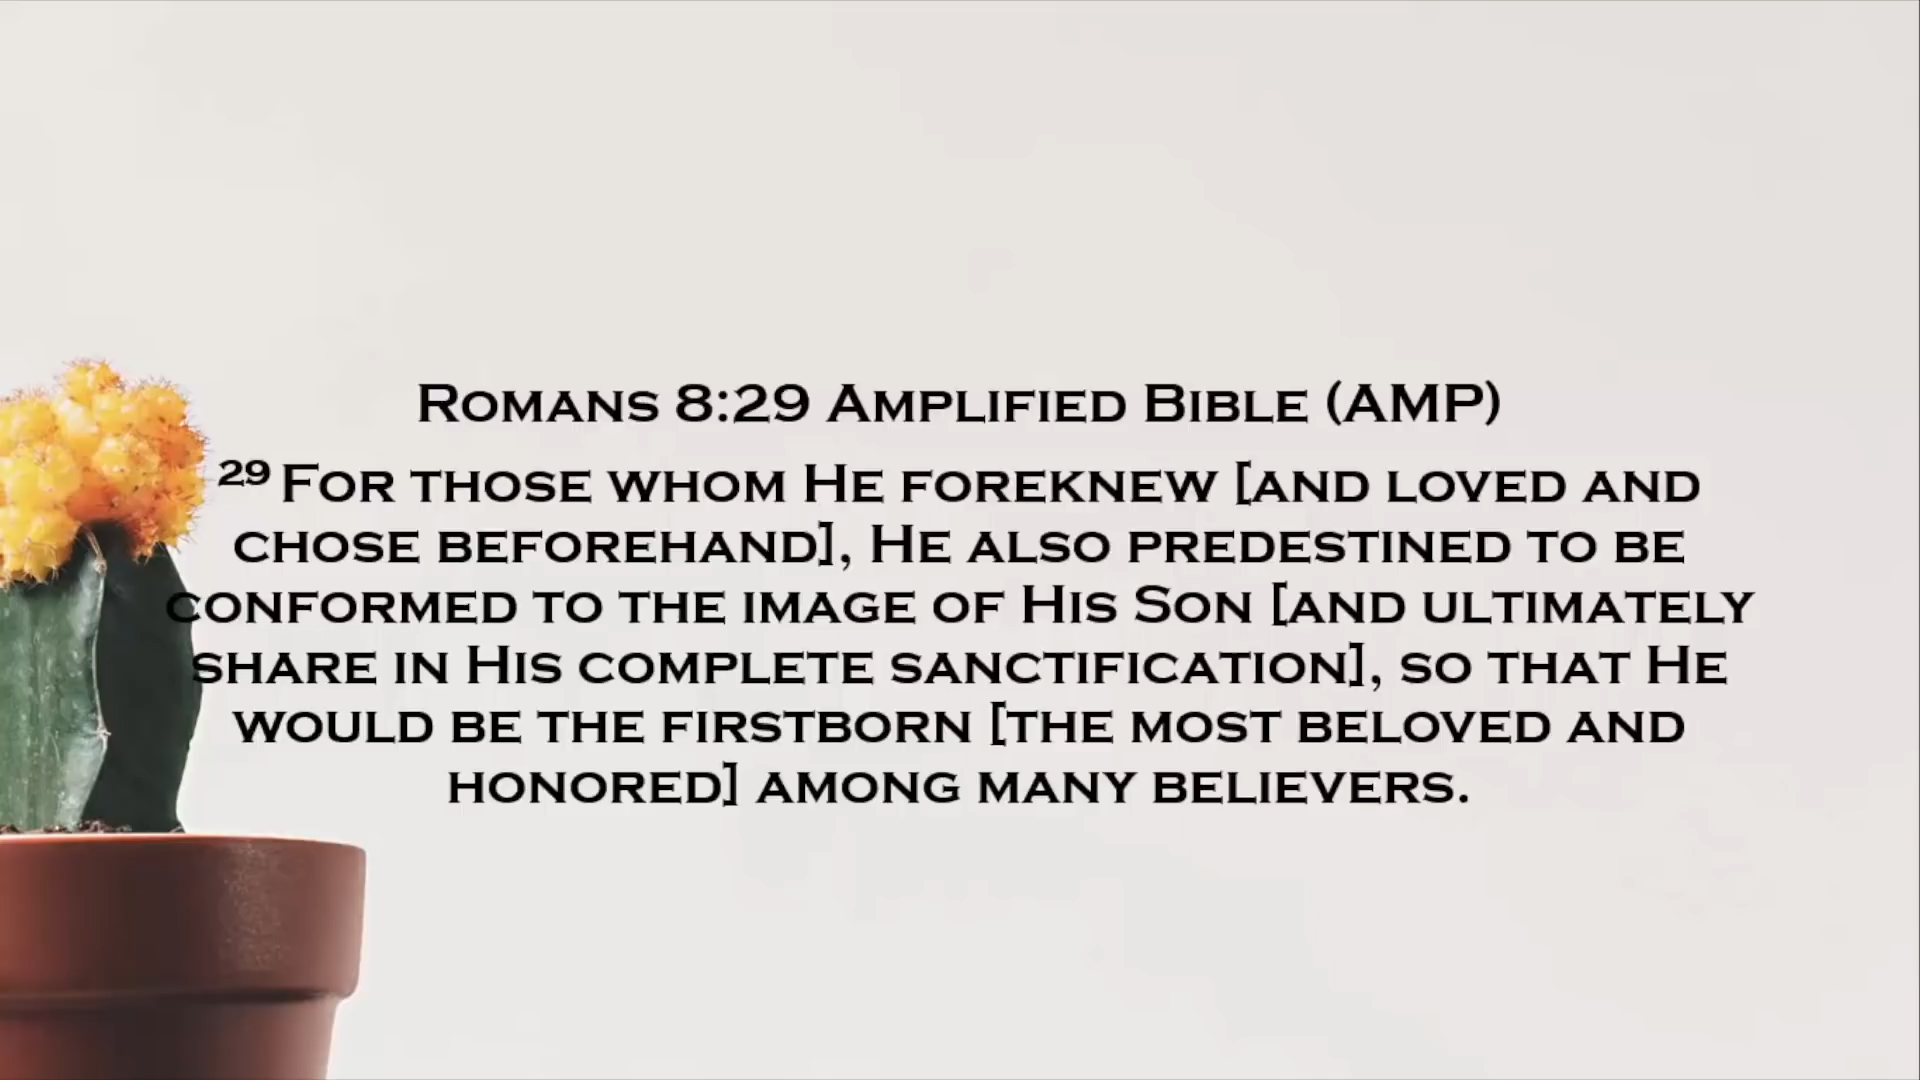 Romans 8:29 Amplified Bible (AMP)
29 For those whom He foreknew [and loved and
chose beforehand], He also predestined to be
conformed to the image of His Son [and ultimately
share in His complete sanctification], so that He
would be the firstborn [the most beloved and
honored] among many believers.